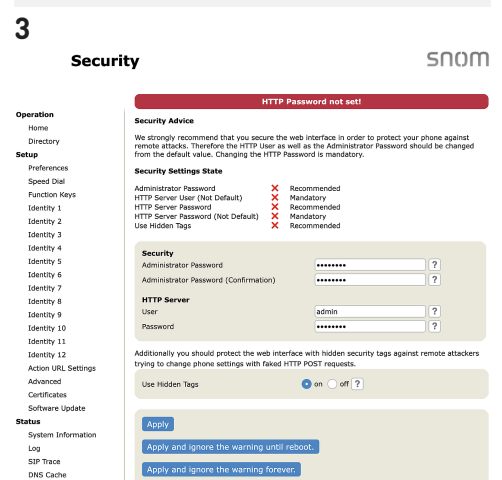 3
Security
snom
HTTP Password not set!
Operation
Home
Directory
Setup
Preferences
Speed Dial
Function Keys
Identity 1
Identity 2
Identity 3
Identity 4
Identity 5
Identity 6
Identity 7
Identity 8
Identity 9
Identity 10
Identity 11
Identity 12
Action URL Settings
Advanced
Certificates
Software Update
Status
System Information
Log
SIP Trace
DNS Cache
Security Advice
We strongly recommend that you secure the web interface in order to protect your phone against
remote attacks. Therefore the HTTP User as well as the Administrator Password should be changed
from the default value. Changing the HTTP Password is mandatory.
Security Settings State
Administrator Password ❌ Recommended
HTTP Server User (Not Default) ❌ Mandatory
HTTP Server Password ❌ Recommended
HTTP Server Password (Not Default) ❌ Mandatory
Use Hidden Tags ❌ Recommended
Security
Administrator Password •••••••• ?
Administrator Password (Confirmation) •••••••• ?
HTTP Server
User admin ?
Password •••••••• ?
Additionally you should protect the web interface with hidden security tags against remote attackers
trying to change phone settings with faked HTTP POST requests.
Use Hidden Tags on off ?
Apply
Apply and ignore the warning until reboot.
Apply and ignore the warning forever.